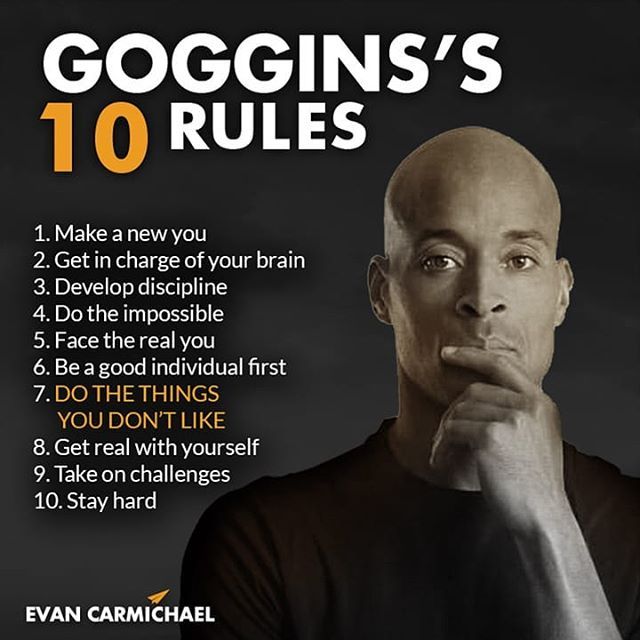 GOGGINS'S
10 RULES
1. Make a new you
2. Get in charge of your brain
3. Develop discipline
4. Do the impossible
5. Face the real you
6. Be a good individual first
7. DO THE THINGS
YOU DON'T LIKE
8. Get real with yourself
9. Take on challenges
10. Stay hard
EVAN CARMICHAEL